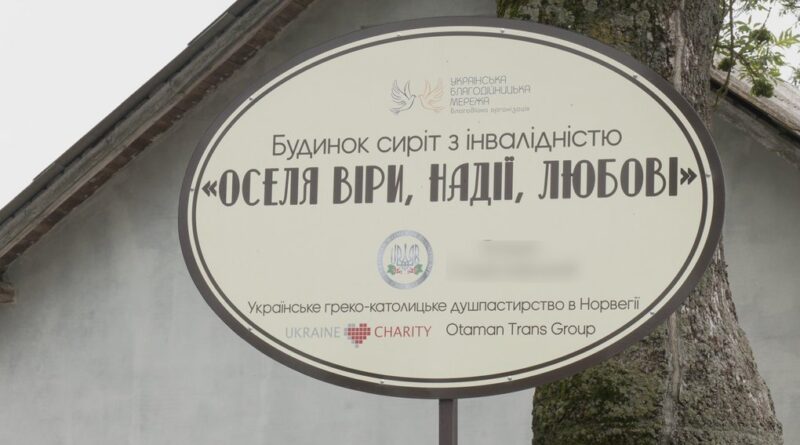 УКРАЇНСЬКА
БЛАГОДІЙНИЦЬКА
МЕРЕЖА
Благодійна організація
Будинок сиріт з інвалідністю
«ОСЕЛЯ ВІРИ, НАДІЇ, ЛЮБОВІ»
Українське греко-католицьке душпастирство в Норвегії
UKRAINE CHARITY Otaman Trans Group